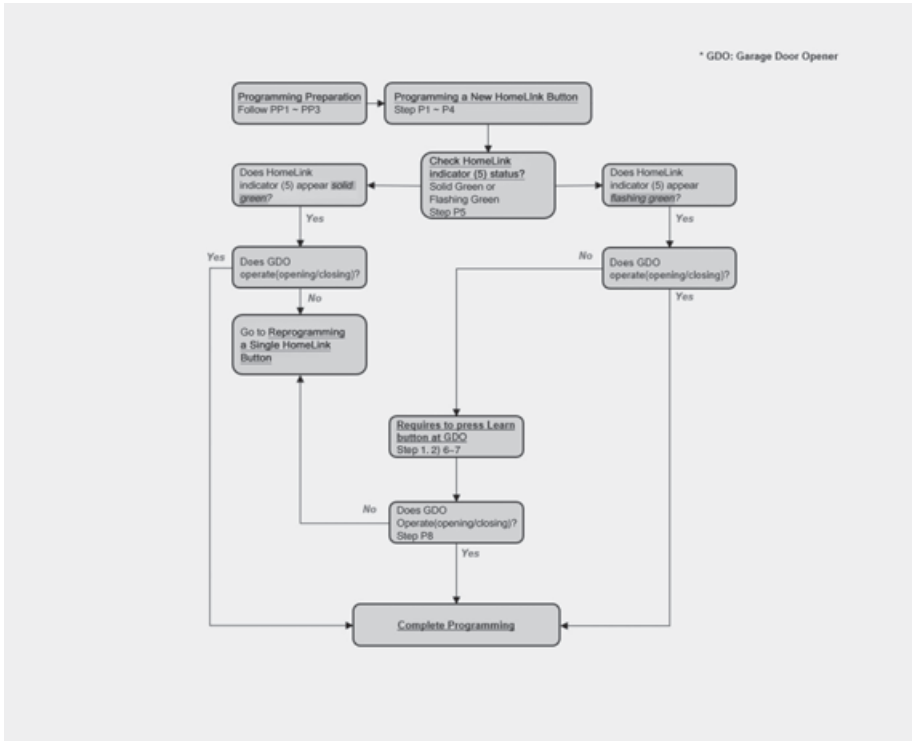 * GDO: Garage Door Opener
Programming Preparation
Follow PP1 ~ PP3
Programming a New HomeLink Button
Step P1 ~ P4
Check HomeLink
indicator (5) status?
Solid Green or
Flashing Green
Step P5
Does HomeLink
indicator (5) appear solid
green?
Does HomeLink
indicator (5) appear
flashing green?
Yes
Yes
Yes
Does GDO
operate(opening/closing)?
No
Does GDO
operate(opening/closing)?
No
Yes
Go to Reprogramming
a Single HomeLink
Button
Requires to press Learn
button at GDO
Step 1, 2) 6~7
No
Does GDO
Operate(opening/closing)?
Step P8
Yes
Complete Programming